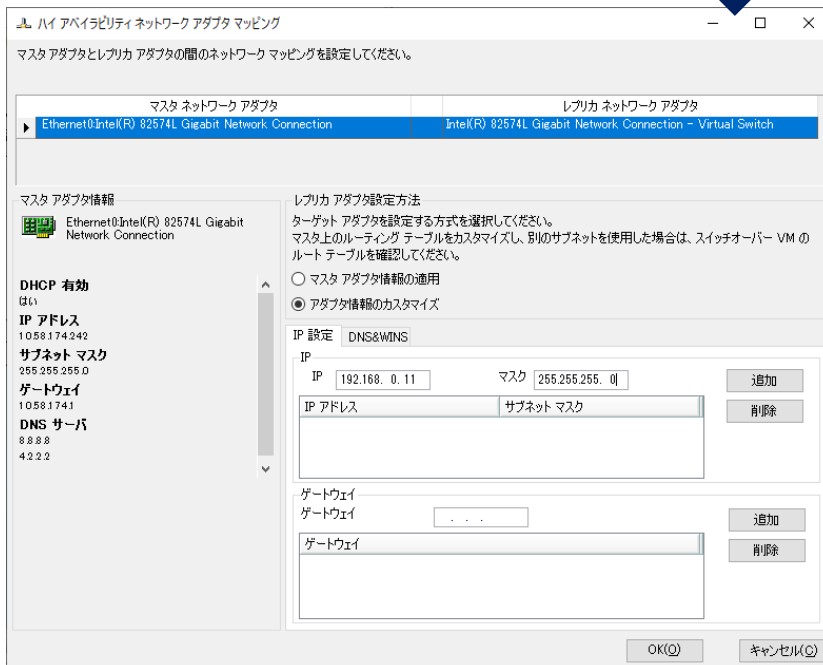 ハイ アベイラビリティ ネットワーク アダプタ マッピング
マスタ アダプタとレプリカ アダプタの間のネットワーク マッピングを設定してください。
マスタ ネットワーク アダプタ
レプリカ ネットワーク アダプタ
Ethernet0:Intel(R) 82574L Gigabit Network Connection
Intel(R) 82574L Gigabit Network Connection - Virtual Switch
マスタ アダプタ情報
Ethernet0:Intel(R) 82574L Gigabit
Network Connection
DHCP 有効
はい
IP アドレス
10.58.174.242
サブネット マスク
255.255.255.0
ゲートウェイ
10.58.174.1
DNS サーバ
8.8.8.8
4.2.2.2
レプリカ アダプタ設定方法
ターゲット アダプタを設定する方式を選択してください。
マスタ上のルーティング テーブルをカスタマイズし、別のサブネットを使用した場合は、スイッチオーバー VM の
ルート テーブルを確認してください。
マスタ アダプタ情報の適用
アダプタ情報のカスタマイズ
IP 設定
DNS&WINS
IP
IP 192.168. 0. 11 マスク 255.255.255. 0 追加
IP アドレス サブネット マスク 削除
ゲートウェイ
ゲートウェイ . . . 追加
ゲートウェイ 削除
OK(O) キャンセル(C)